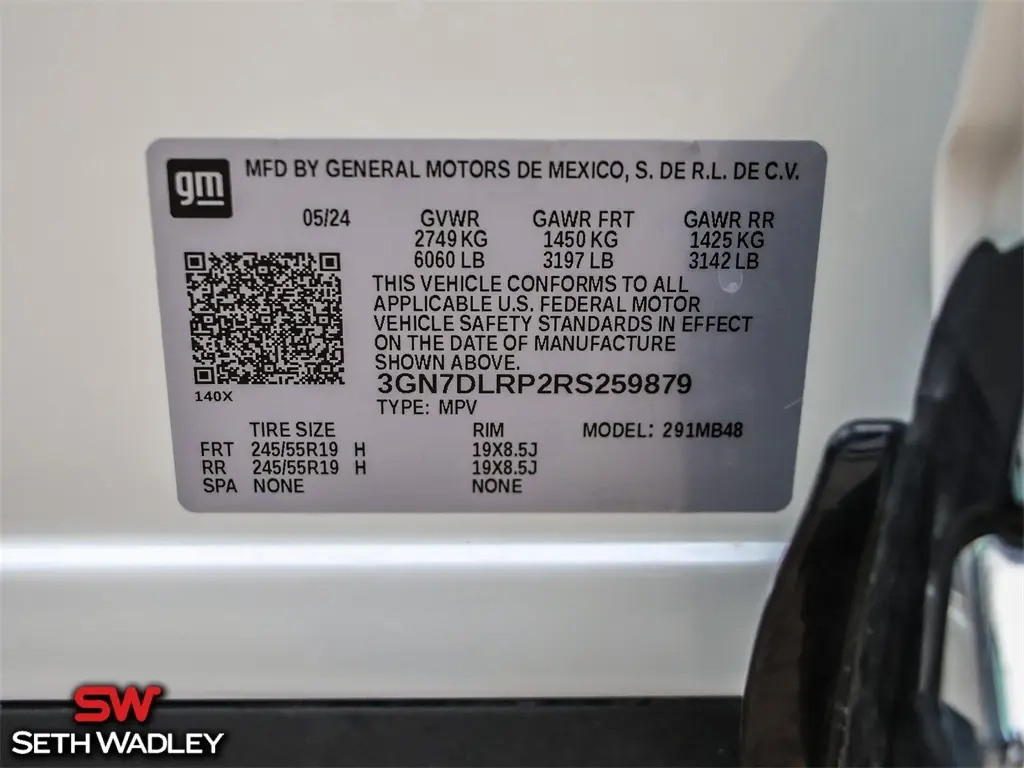 gm MFD BY GENERAL MOTORS DE MEXICO, S. DE R.L. DE C.V.
05/24 GVWR GAWR FRT GAWR RR
2749 KG 1450 KG 1425 KG
6060 LB 3197 LB 3142 LB
THIS VEHICLE CONFORMS TO ALL
APPLICABLE U.S. FEDERAL MOTOR
VEHICLE SAFETY STANDARDS IN EFFECT
ON THE DATE OF MANUFACTURE
SHOWN ABOVE.
3GN7DLRP2RS259879
140X
TYPE: MPV
TIRE SIZE RIM MODEL: 291MB48
FRT 245/55R19 H 19X8.5J
RR 245/55R19 H 19X8.5J
SPA NONE NONE
SW
SETH WADLEY